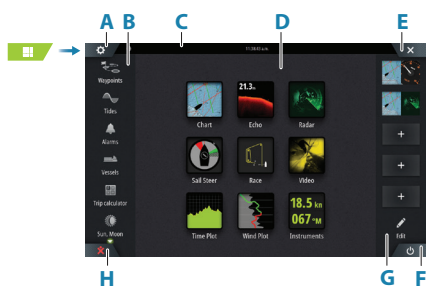 A B C D E
11:38:03 a.m.
Waypoints
Tides
Alarms
Vessels
Trip calculator
Sun, Moon
21.3
Chart Echo Radar
Sail Steer Race Video
18.5 kn
067 °M
Time Plot Wind Plot Instruments
Edit
H G F